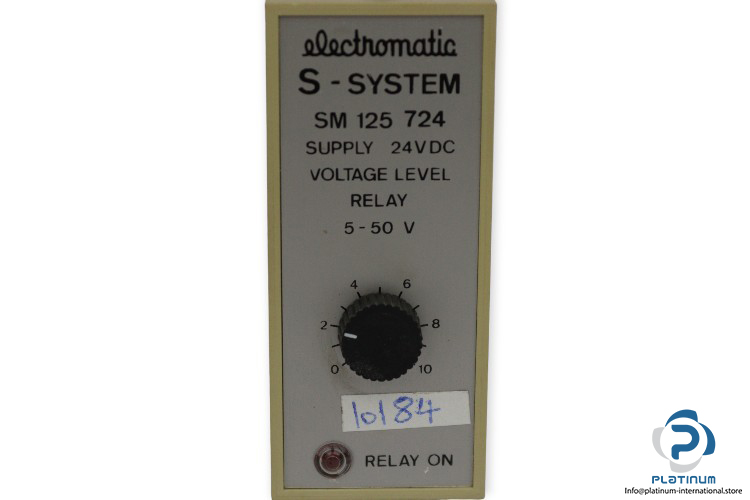 electromatic
S - SYSTEM
SM 125 724
SUPPLY 24VDC
VOLTAGE LEVEL
RELAY
5 - 50 V
4 6
2 8
0 10
10184
RELAY ON
PLATINUM
Info@platinum-international.store